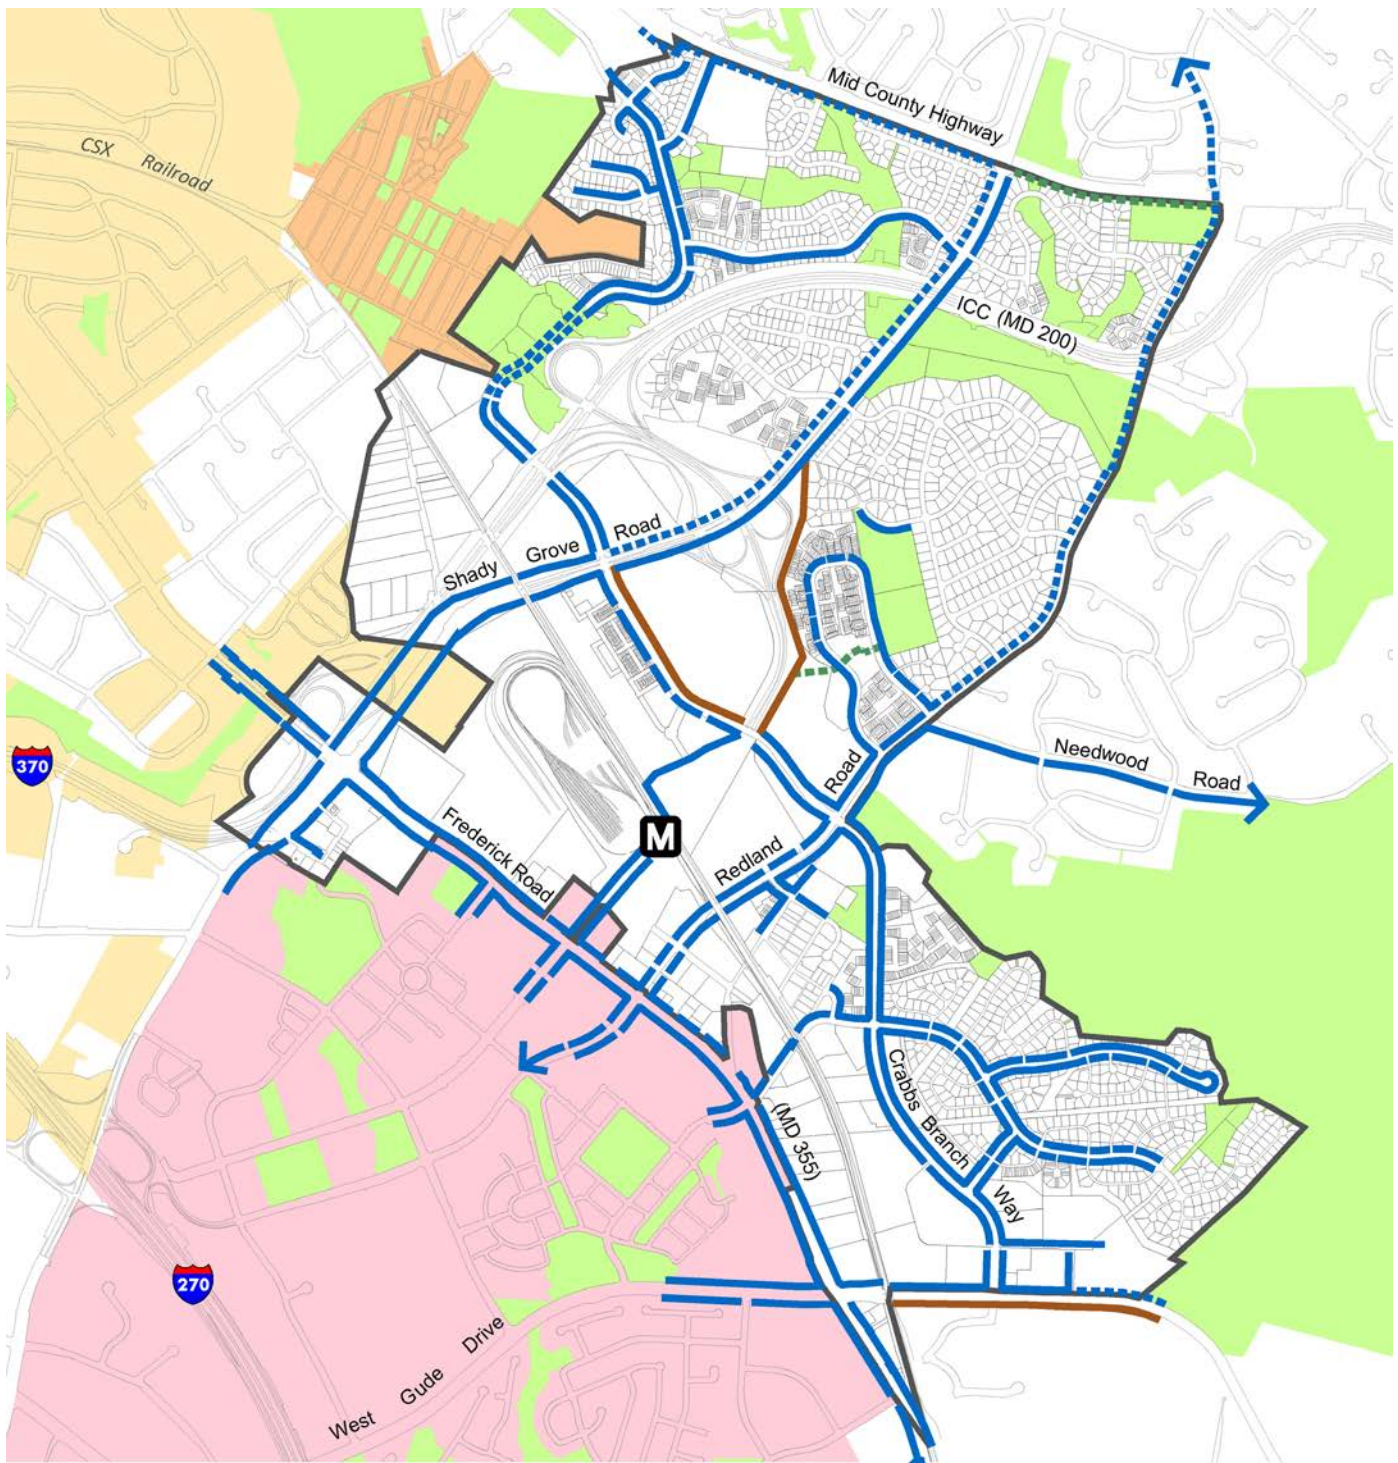 Mid County Highway
CSX Railroad
ICC (MD 200)
Shady Grove Road
370
Needwood Road
Frederick Road
M
Redland Road
Crabbs Branch Way
(MD 355)
270
West Gude Drive